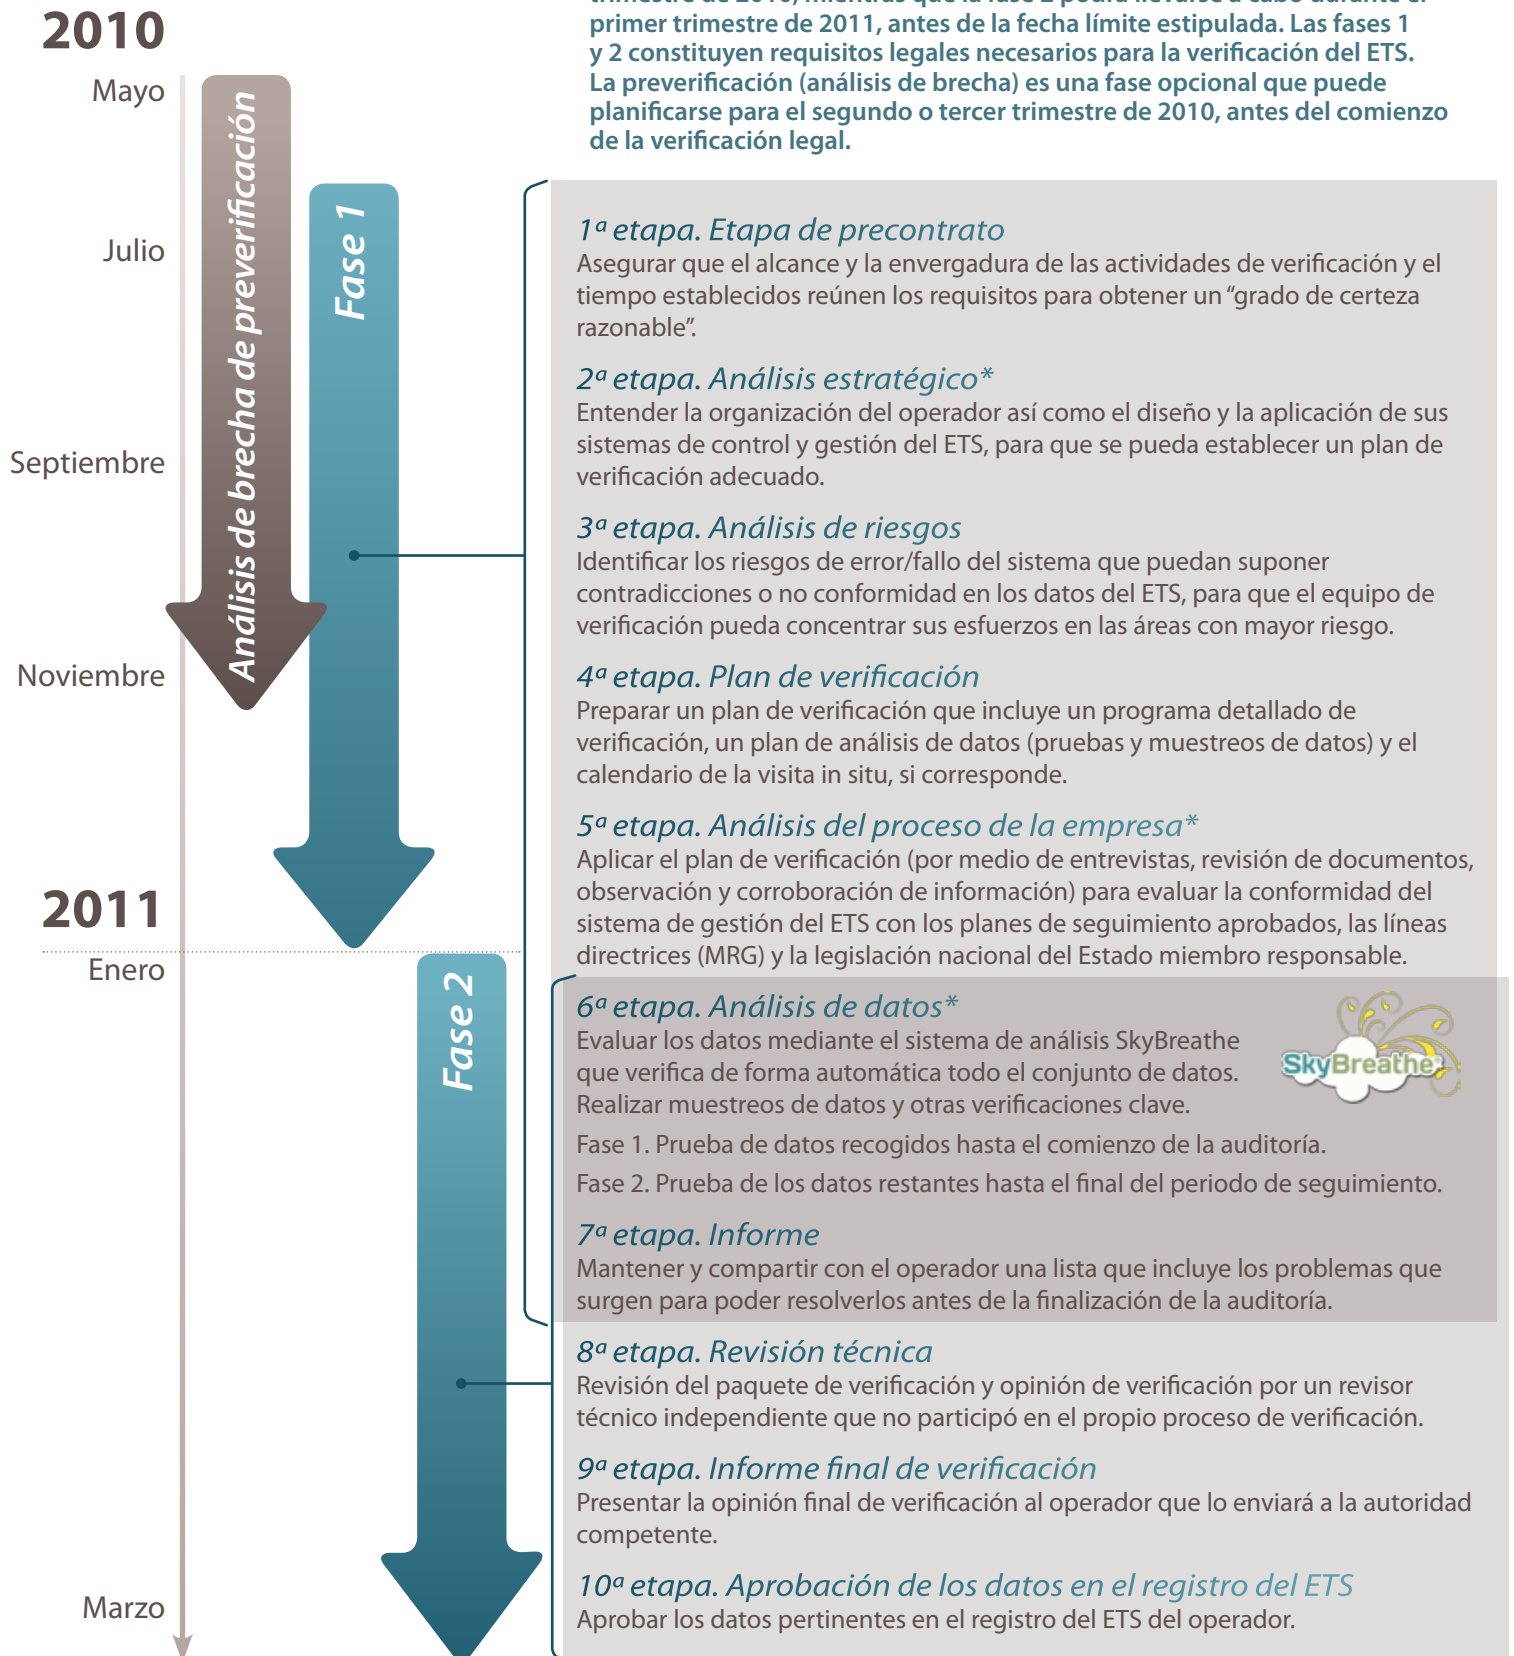 trimestre de 2010, mientras que la fase 2 podrá llevarse a cabo durante el
primer trimestre de 2011, antes de la fecha límite estipulada. Las fases 1
y 2 constituyen requisitos legales necesarios para la verificación del ETS.
La preverificación (análisis de brecha) es una fase opcional que puede
planificarse para el segundo o tercer trimestre de 2010, antes del comienzo
de la verificación legal.
2010
Mayo
Julio
Septiembre
Noviembre
2011
Enero
Marzo
Análisis de brecha de preverificación
Fase 1
Fase 2
1ª etapa. Etapa de precontrato
Asegurar que el alcance y la envergadura de las actividades de verificación y el
tiempo establecidos reúnen los requisitos para obtener un “grado de certeza
razonable”.
2ª etapa. Análisis estratégico*
Entender la organización del operador así como el diseño y la aplicación de sus
sistemas de control y gestión del ETS, para que se pueda establecer un plan de
verificación adecuado.
3ª etapa. Análisis de riesgos
Identificar los riesgos de error/fallo del sistema que puedan suponer
contradicciones o no conformidad en los datos del ETS, para que el equipo de
verificación pueda concentrar sus esfuerzos en las áreas con mayor riesgo.
4ª etapa. Plan de verificación
Preparar un plan de verificación que incluye un programa detallado de
verificación, un plan de análisis de datos (pruebas y muestreos de datos) y el
calendario de la visita in situ, si corresponde.
5ª etapa. Análisis del proceso de la empresa*
Aplicar el plan de verificación (por medio de entrevistas, revisión de documentos,
observación y corroboración de información) para evaluar la conformidad del
sistema de gestión del ETS con los planes de seguimiento aprobados, las líneas
directrices (MRG) y la legislación nacional del Estado miembro responsable.
6ª etapa. Análisis de datos*
Evaluar los datos mediante el sistema de análisis SkyBreathe
que verifica de forma automática todo el conjunto de datos.
Realizar muestreos de datos y otras verificaciones clave.
SkyBreathe
Fase 1. Prueba de datos recogidos hasta el comienzo de la auditoría.
Fase 2. Prueba de los datos restantes hasta el final del periodo de seguimiento.
7ª etapa. Informe
Mantener y compartir con el operador una lista que incluye los problemas que
surgen para poder resolverlos antes de la finalización de la auditoría.
8ª etapa. Revisión técnica
Revisión del paquete de verificación y opinión de verificación por un revisor
técnico independiente que no participó en el propio proceso de verificación.
9ª etapa. Informe final de verificación
Presentar la opinión final de verificación al operador que lo enviará a la autoridad
competente.
10ª etapa. Aprobación de los datos en el registro del ETS
Aprobar los datos pertinentes en el registro del ETS del operador.